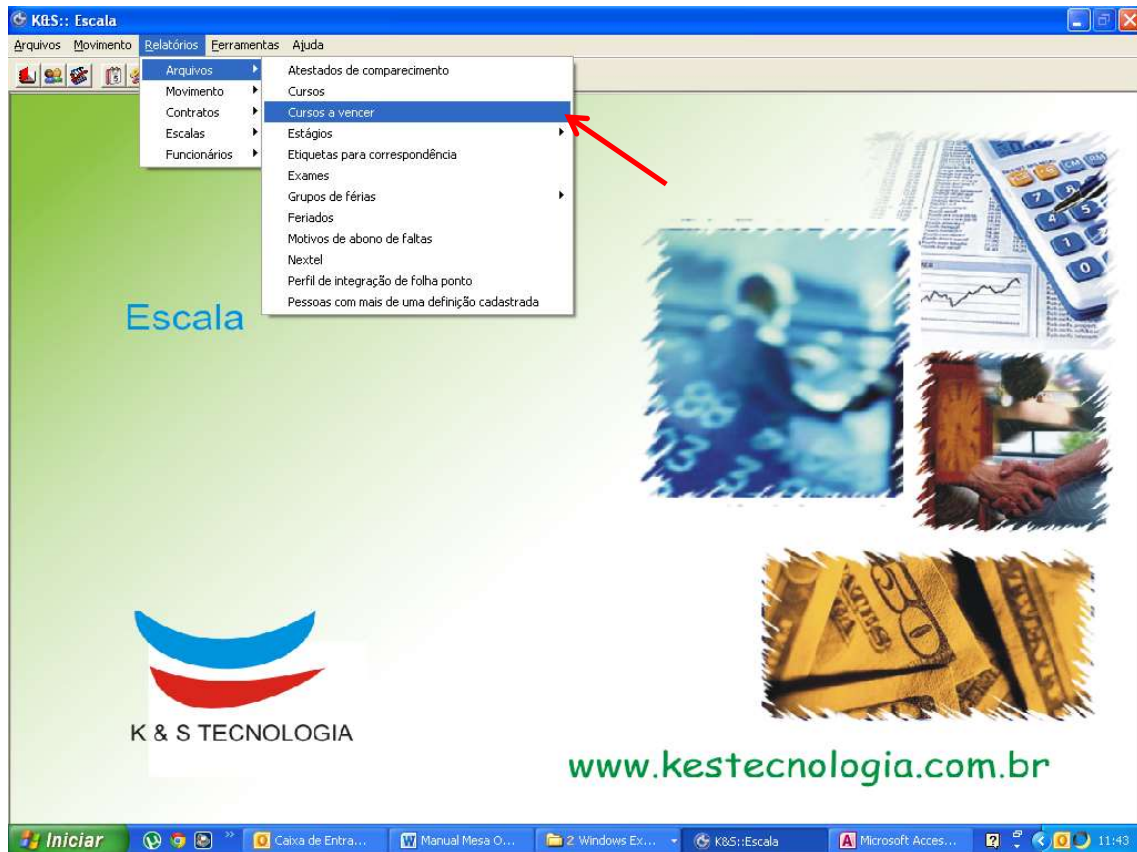 K&S:: Escala
Arquivos Movimento Relatórios Ferramentas Ajuda
Arquivos
Movimento
Contratos
Escalas
Funcionários
Atestados de comparecimento
Cursos
Cursos a vencer
Estágios
Etiquetas para correspondência
Exames
Grupos de férias
Feriados
Motivos de abono de faltas
Nextel
Perfil de integração de folha ponto
Pessoas com mais de uma definição cadastrada
Escala
K & S TECNOLOGIA
www.kestecnologia.com.br
Iniciar Caixa de Entra... Manual Mesa O... 2 Windows Ex... K&S::Escala Microsoft Acces... 11:43